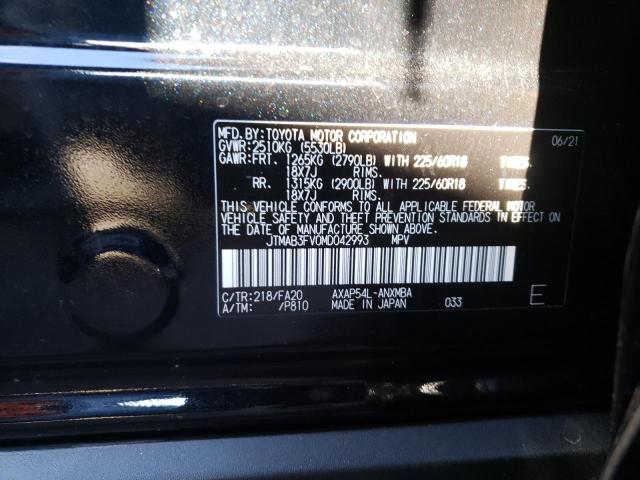 MFD.BY:TOYOTA MOTOR CORPORATION 06/21
GVWR:2510KG (5530LB)
GAWR:FRT. 1265KG (2790LB) WITH 225/60R18 TIRES.
18X7J RIMS.
RR. 1315KG (2900LB) WITH 225/60R18 TIRES.
18X7J RIMS.
THIS VEHICLE CONFORMS TO ALL APPLICABLE FEDERAL MOTOR
VEHICLE SAFETY AND THEFT PREVENTION STANDARDS IN EFFECT ON
THE DATE OF MANUFACTURE SHOWN ABOVE.
JTMAB3FV0MD042993 MPV
C/TR:218/FA20 AXAP54L-ANXMBA
A/TM: /P810 MADE IN JAPAN 033 E